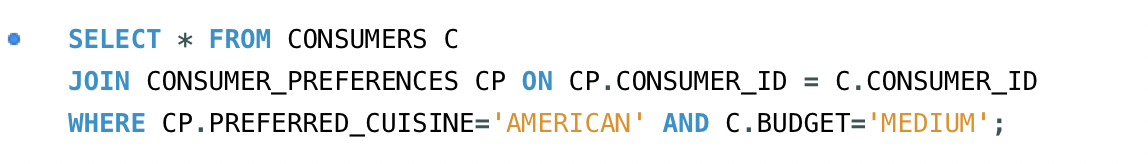 SELECT * FROM CONSUMERS C
JOIN CONSUMER_PREFERENCES CP ON CP.CONSUMER_ID = C.CONSUMER_ID
WHERE CP.PREFERRED_CUISINE='AMERICAN' AND C.BUDGET='MEDIUM';